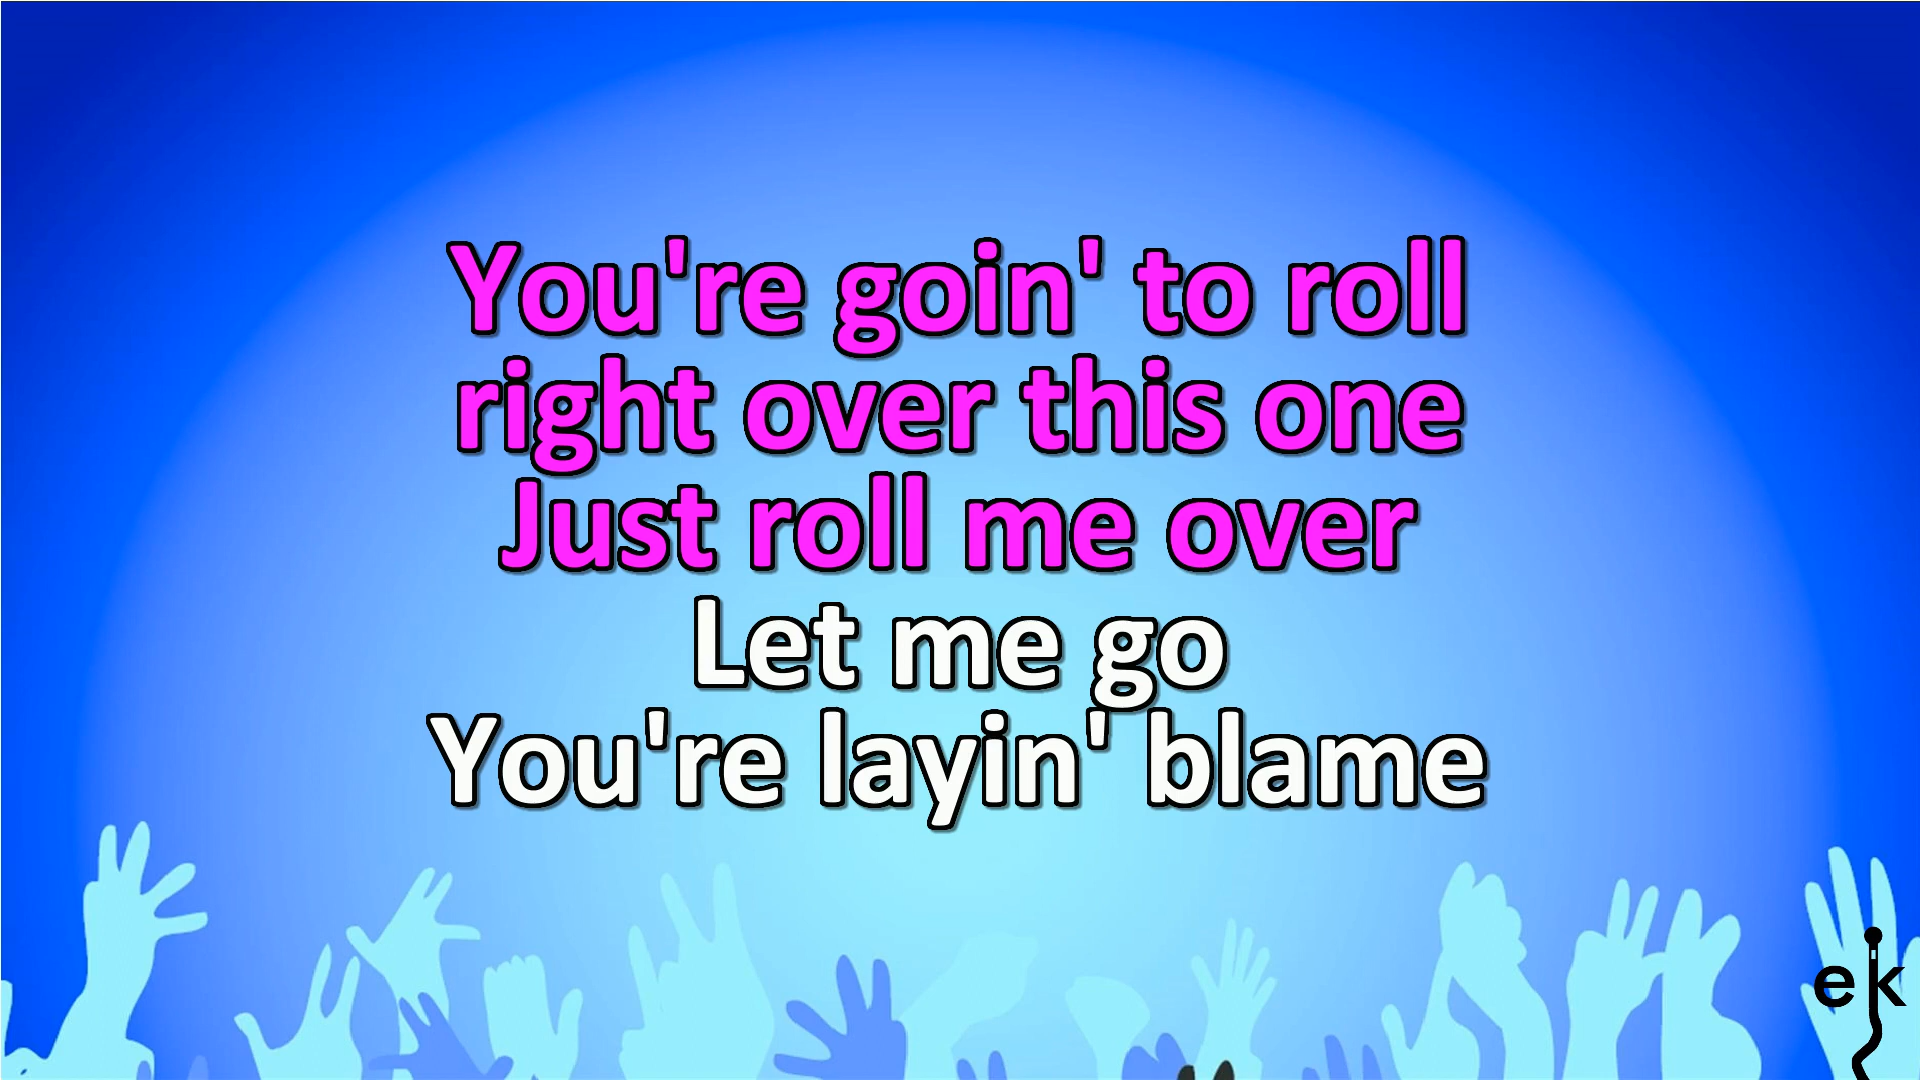 You're goin' to roll
right over this one
Just roll me over
Let me go
You're layin' blame
ek